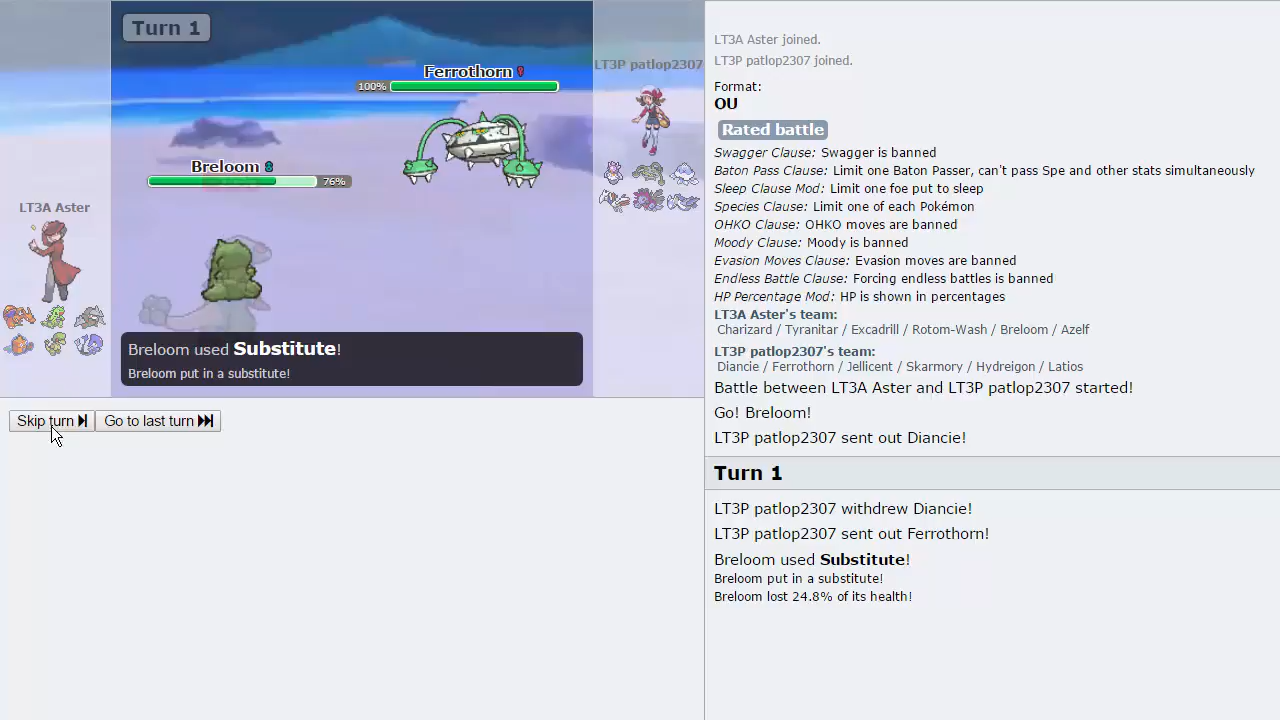 Turn 1
Ferrothorn
100%
Breloom
76%
LT3A Aster
LT3P patlop2307
Breloom used Substitute!
Breloom put in a substitute!
Skip turn
Go to last turn
LT3A Aster joined.
LT3P patlop2307 joined.
Format:
OU
Rated battle
Swagger Clause: Swagger is banned
Baton Pass Clause: Limit one Baton Passer, can't pass Spe and other stats simultaneously
Sleep Clause Mod: Limit one foe put to sleep
Species Clause: Limit one of each Pokémon
OHKO Clause: OHKO moves are banned
Moody Clause: Moody is banned
Evasion Moves Clause: Evasion moves are banned
Endless Battle Clause: Forcing endless battles is banned
HP Percentage Mod: HP is shown in percentages
LT3A Aster's team:
Charizard / Tyranitar / Excadrill / Rotom-Wash / Breloom / Azelf
LT3P patlop2307's team:
Diancie / Ferrothorn / Jellicent / Skarmory / Hydreigon / Latios
Battle between LT3A Aster and LT3P patlop2307 started!
Go! Breloom!
LT3P patlop2307 sent out Diancie!
Turn 1
LT3P patlop2307 withdrew Diancie!
LT3P patlop2307 sent out Ferrothorn!
Breloom used Substitute!
Breloom put in a substitute!
Breloom lost 24.8% of its health!